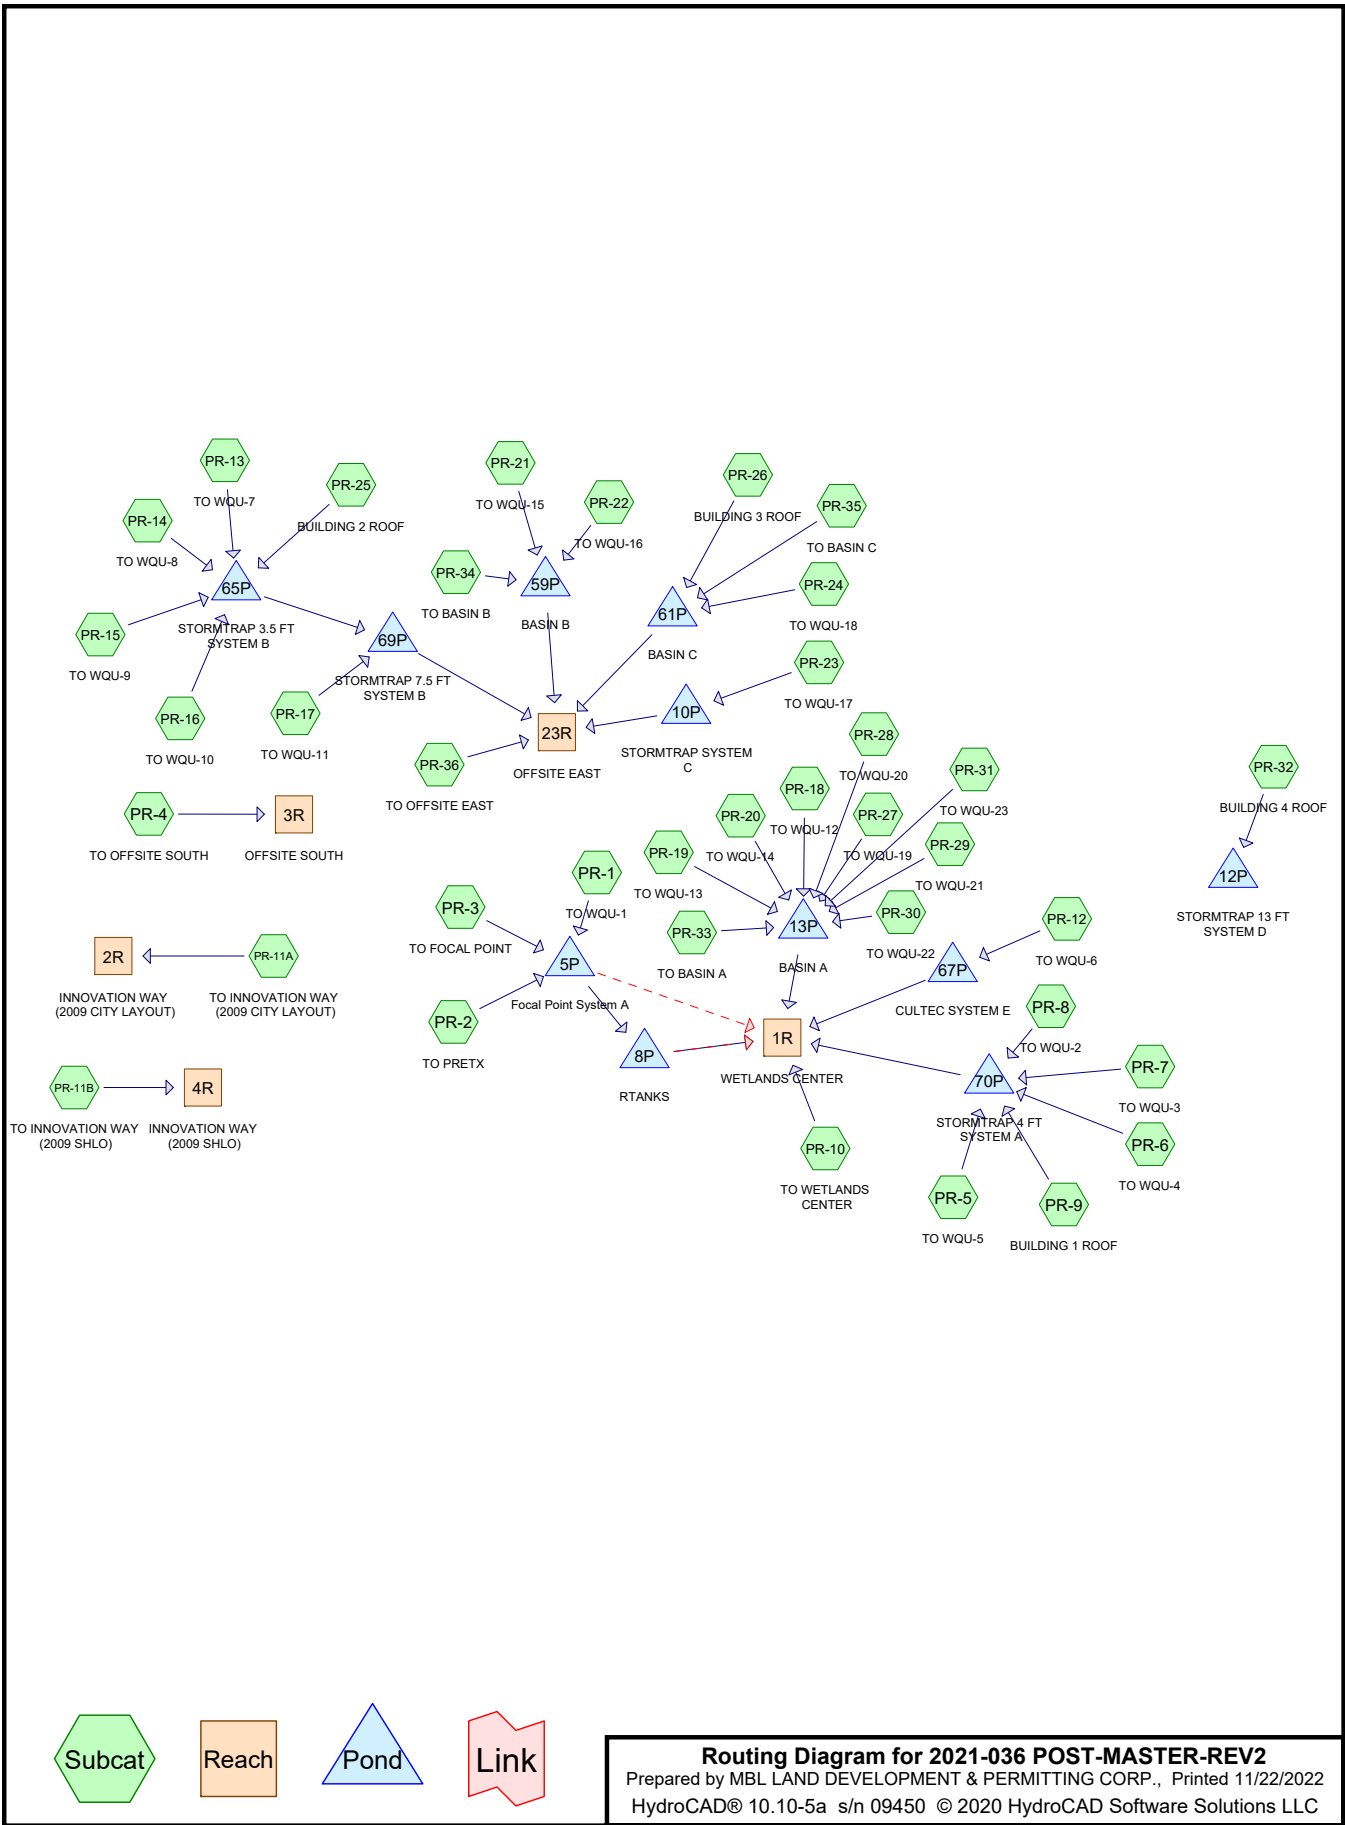 PR-13
TO WQU-7
PR-25
BUILDING 2 ROOF
PR-14
TO WQU-8
65P
STORMTRAP 3.5 FT
SYSTEM B
PR-15
TO WQU-9
PR-16
TO WQU-10
69P
STORMTRAP 7.5 FT
SYSTEM B
PR-17
TO WQU-11
PR-21
TO WQU-15
PR-22
TO WQU-16
PR-34
TO BASIN B
59P
BASIN B
PR-26
BUILDING 3 ROOF
PR-35
TO BASIN C
PR-24
TO WQU-18
61P
BASIN C
PR-23
TO WQU-17
10P
STORMTRAP SYSTEM
C
23R
OFFSITE EAST
PR-36
TO OFFSITE EAST
PR-4
TO OFFSITE SOUTH
3R
OFFSITE SOUTH
PR-28
TO WQU-20
PR-31
TO WQU-23
PR-18
TO WQU-12
PR-20
TO WQU-14
PR-27
TO WQU-19
PR-29
TO WQU-21
PR-19
TO WQU-13
PR-30
TO WQU-22
PR-33
TO BASIN A
13P
BASIN A
PR-32
BUILDING 4 ROOF
12P
STORMTRAP 13 FT
SYSTEM D
PR-1
TO WQU-1
PR-3
TO FOCAL POINT
5P
Focal Point System A
PR-2
TO PRETX
8P
RTANKS
PR-12
TO WQU-6
67P
CULTEC SYSTEM E
1R
WETLANDS CENTER
PR-8
TO WQU-2
PR-7
TO WQU-3
70P
STORMTRAP 4 FT
SYSTEM A
PR-6
TO WQU-4
PR-10
TO WETLANDS
CENTER
PR-5
TO WQU-5
PR-9
BUILDING 1 ROOF
2R
INNOVATION WAY
(2009 CITY LAYOUT)
PR-11A
TO INNOVATION WAY
(2009 CITY LAYOUT)
PR-11B
TO INNOVATION WAY
(2009 SHLO)
4R
INNOVATION WAY
(2009 SHLO)
Subcat
Reach
Pond
Link
Routing Diagram for 2021-036 POST-MASTER-REV2
Prepared by MBL LAND DEVELOPMENT & PERMITTING CORP., Printed 11/22/2022
HydroCAD® 10.10-5a s/n 09450 © 2020 HydroCAD Software Solutions LLC